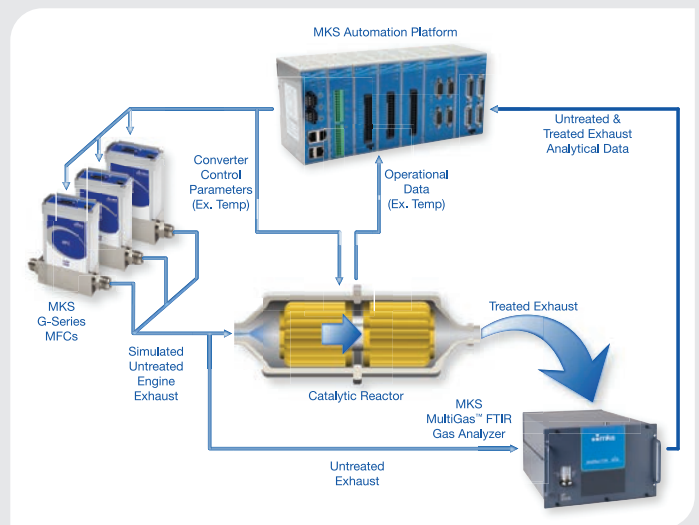 MKS Automation Platform
Untreated &
Treated Exhaust
Analytical Data
Converter
Control
Parameters
(Ex. Temp)
Operational
Data
(Ex. Temp)
MKS
G-Series
MFCs
Simulated
Untreated
Engine
Exhaust
Treated Exhaust
Catalytic Reactor
MKS
MultiGas™ FTIR
Gas Analyzer
Untreated
Exhaust
mks